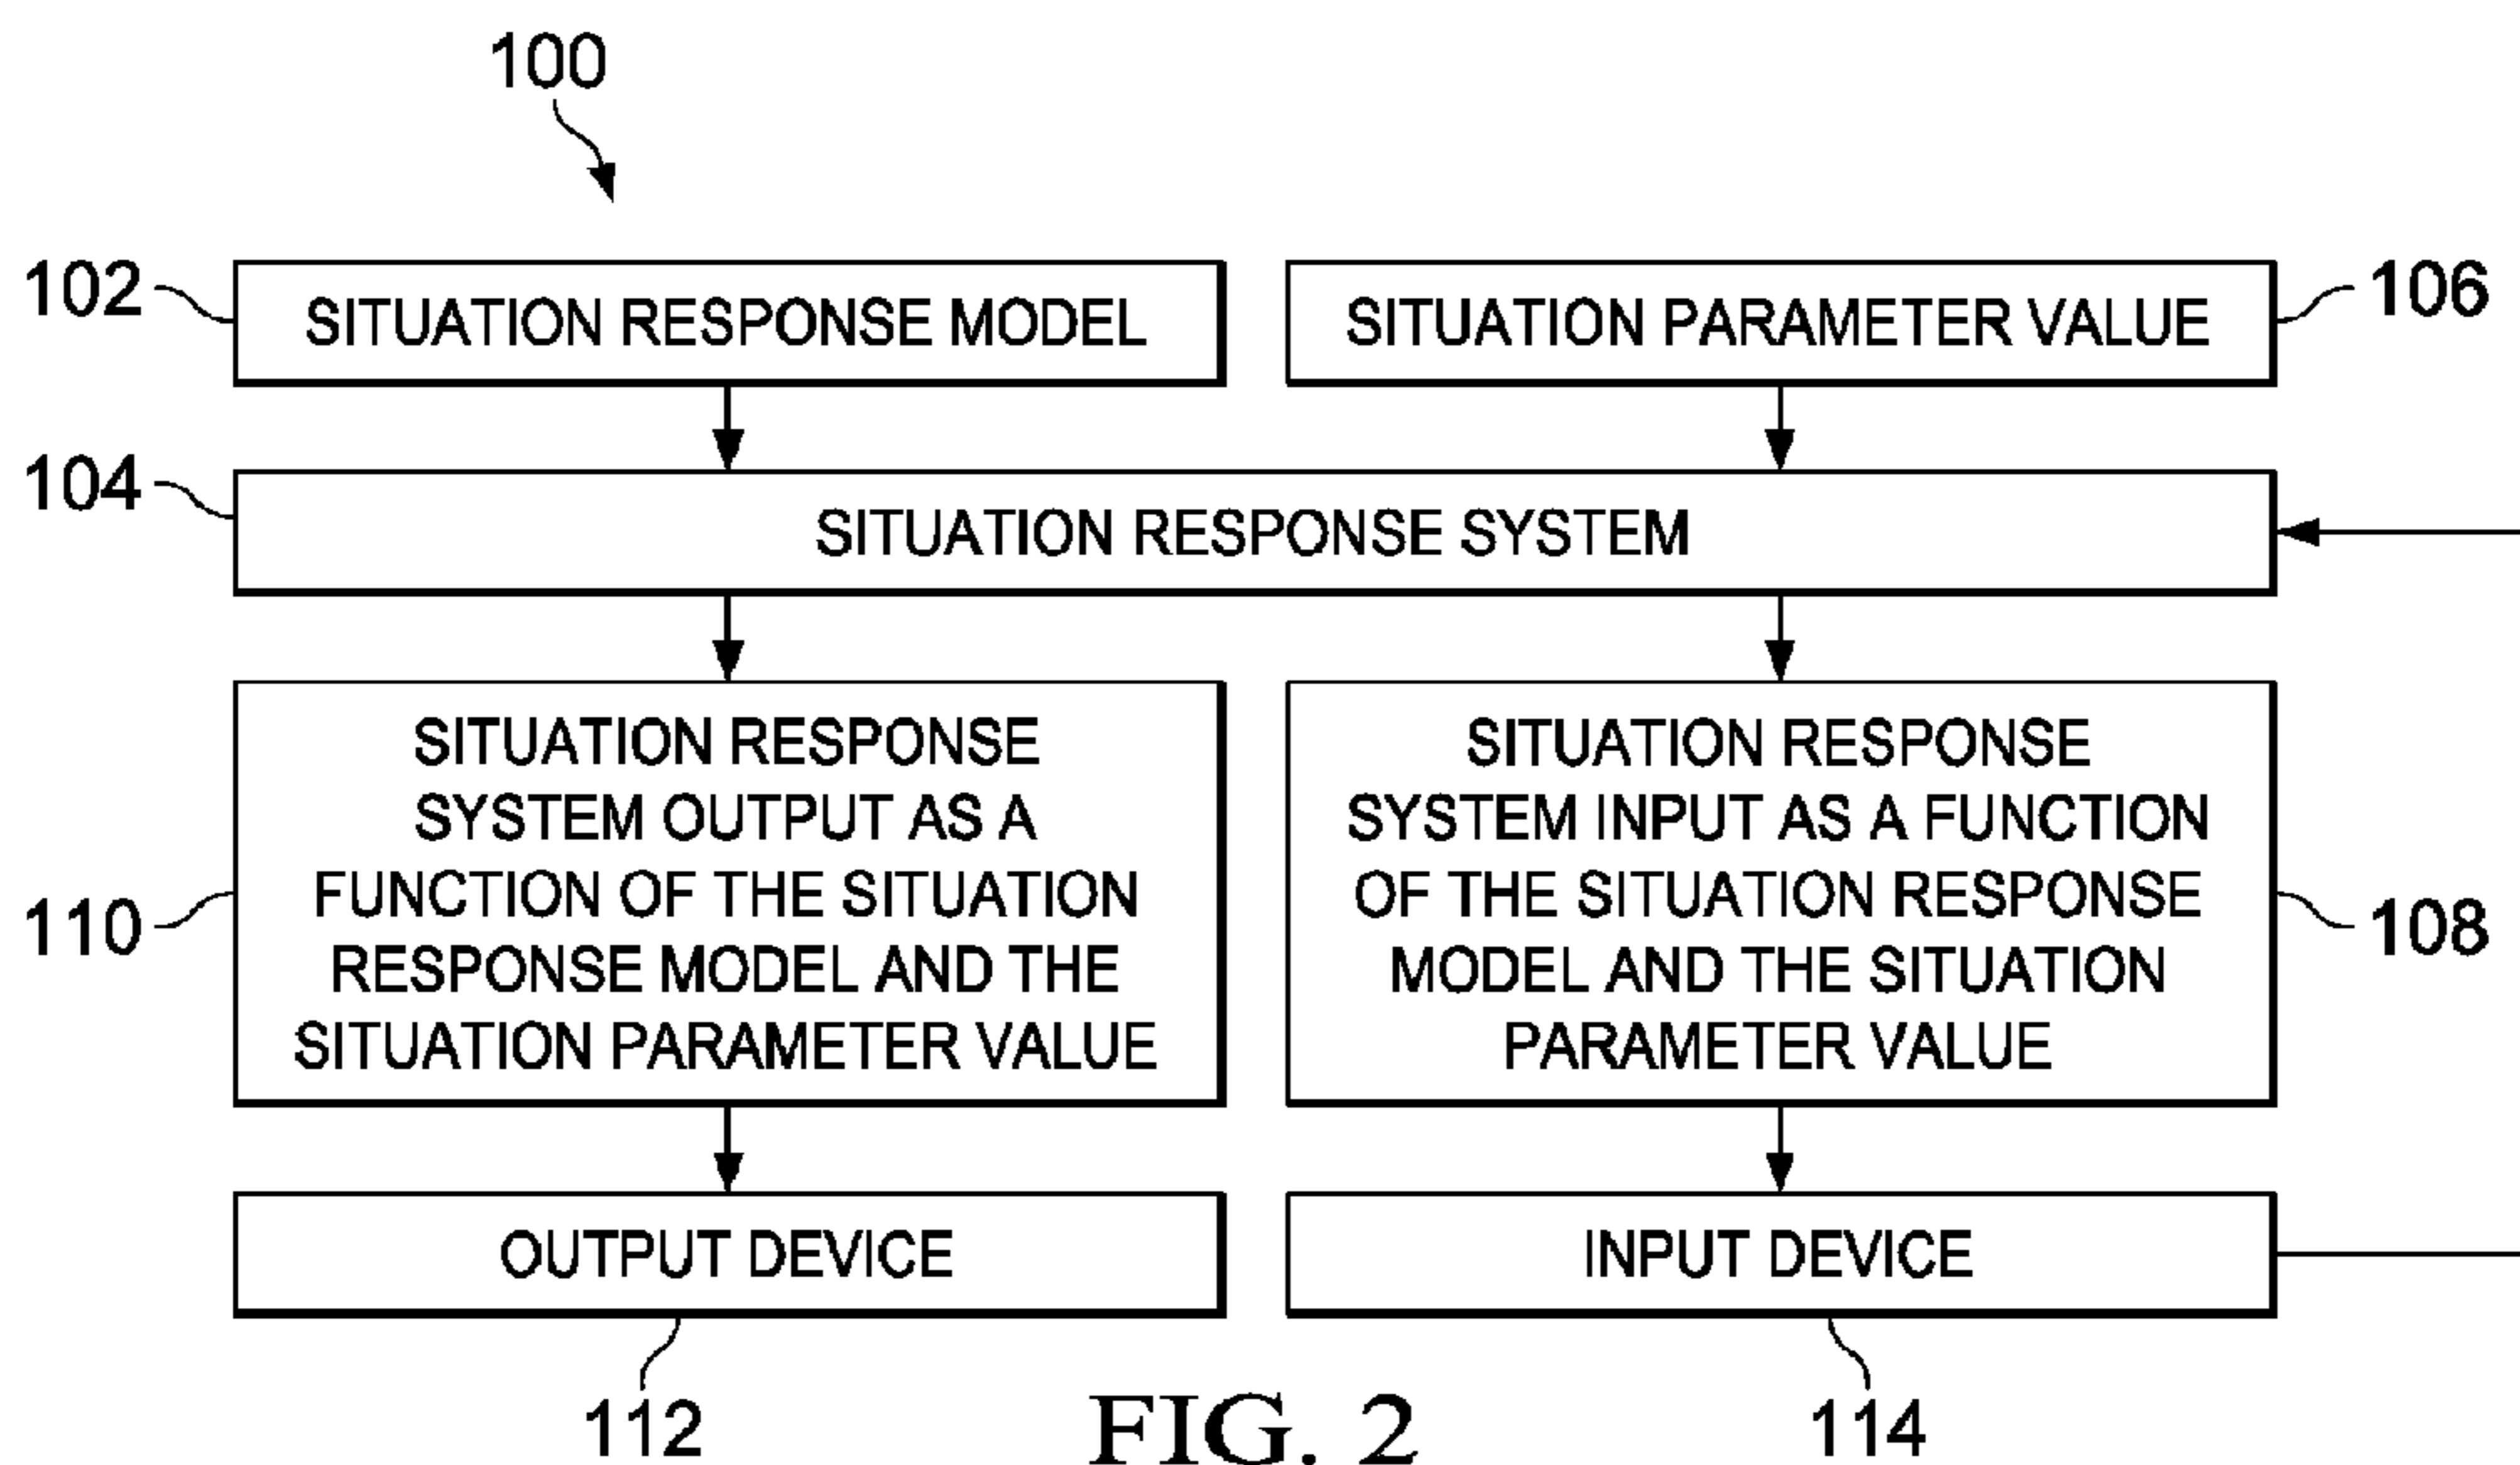 100
102
SITUATION RESPONSE MODEL
SITUATION PARAMETER VALUE
106
104
SITUATION RESPONSE SYSTEM
110
SITUATION RESPONSE
SYSTEM OUTPUT AS A
FUNCTION OF THE SITUATION
RESPONSE MODEL AND THE
SITUATION PARAMETER VALUE
SITUATION RESPONSE
SYSTEM INPUT AS A FUNCTION
OF THE SITUATION RESPONSE
MODEL AND THE SITUATION
PARAMETER VALUE
108
OUTPUT DEVICE
INPUT DEVICE
112
114
FIG. 2